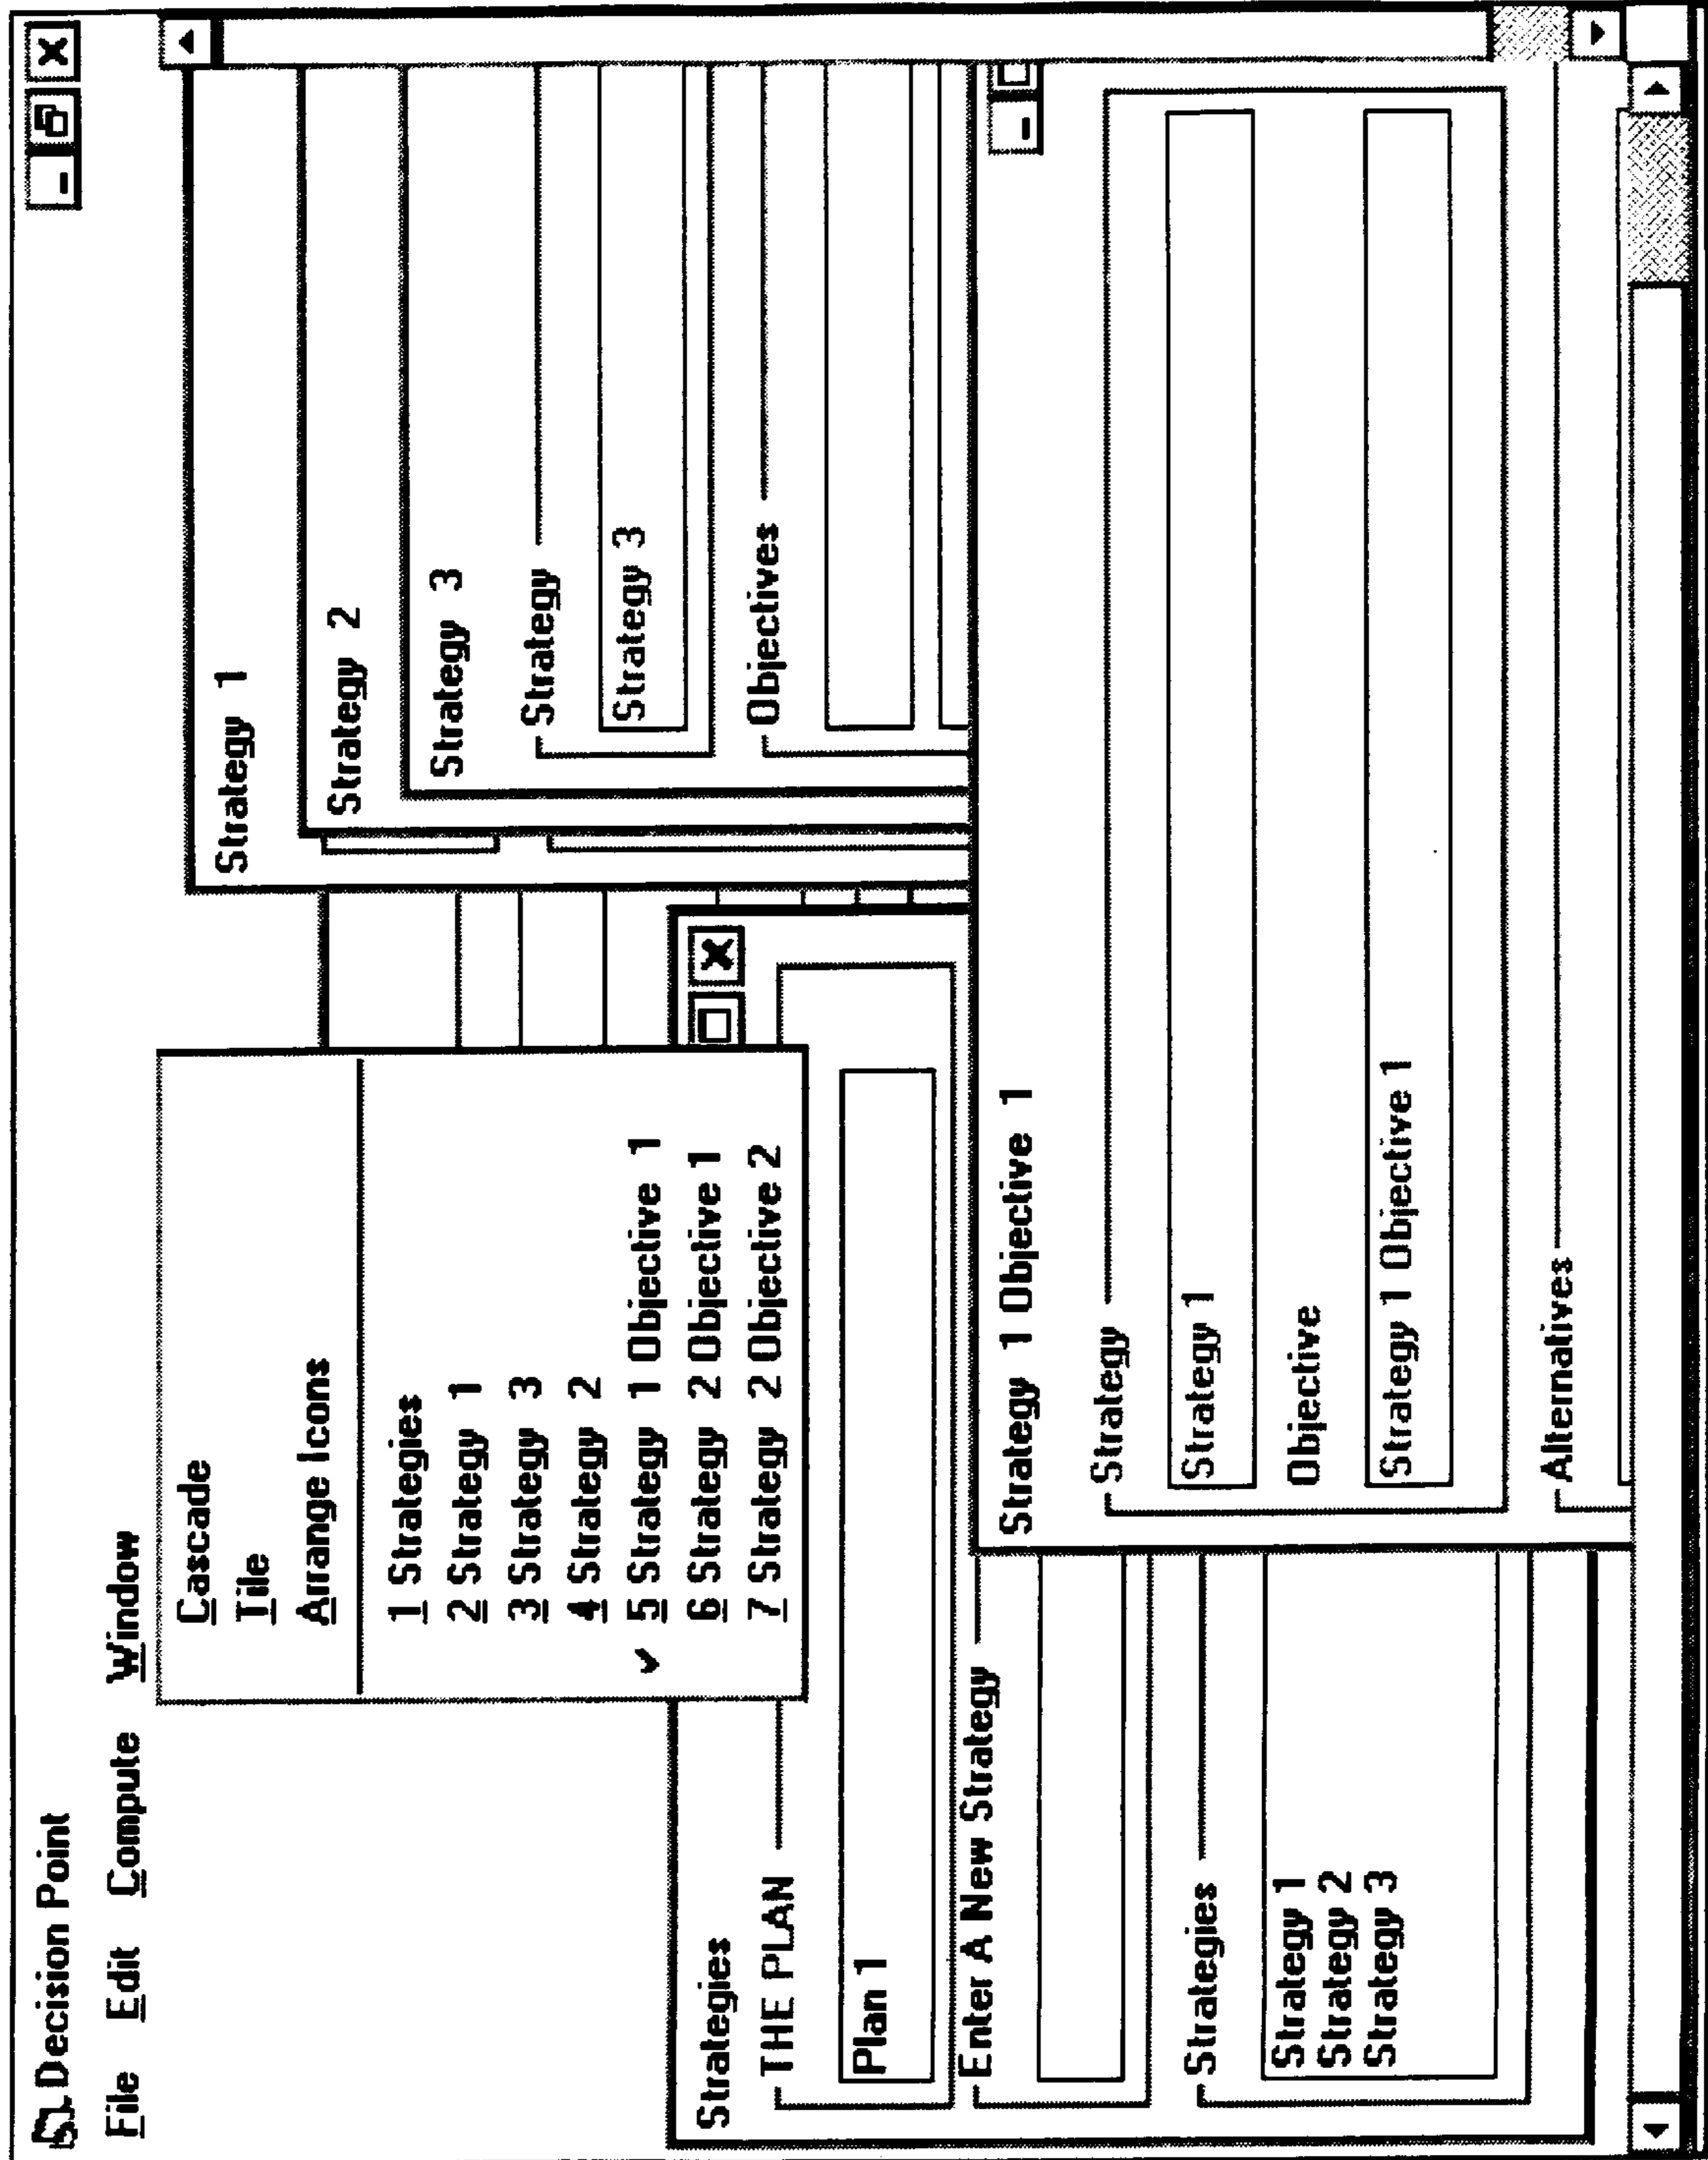 Decision Point
File Edit Compute Window
Cascade
Tile
Arrange Icons
1 Strategies
2 Strategy 1
3 Strategy 3
4 Strategy 2
✓ 5 Strategy 1 Objective 1
6 Strategy 2 Objective 1
7 Strategy 2 Objective 2
Strategy 1
Strategy 2
Strategy 3
Strategy
Strategy 3
Objectives
Strategies
THE PLAN
Plan 1
Enter A New Strategy
Strategies
Strategy 1
Strategy 2
Strategy 3
Strategy 1 Objective 1
Strategy
Strategy 1
Objective
Strategy 1 Objective 1
Alternatives